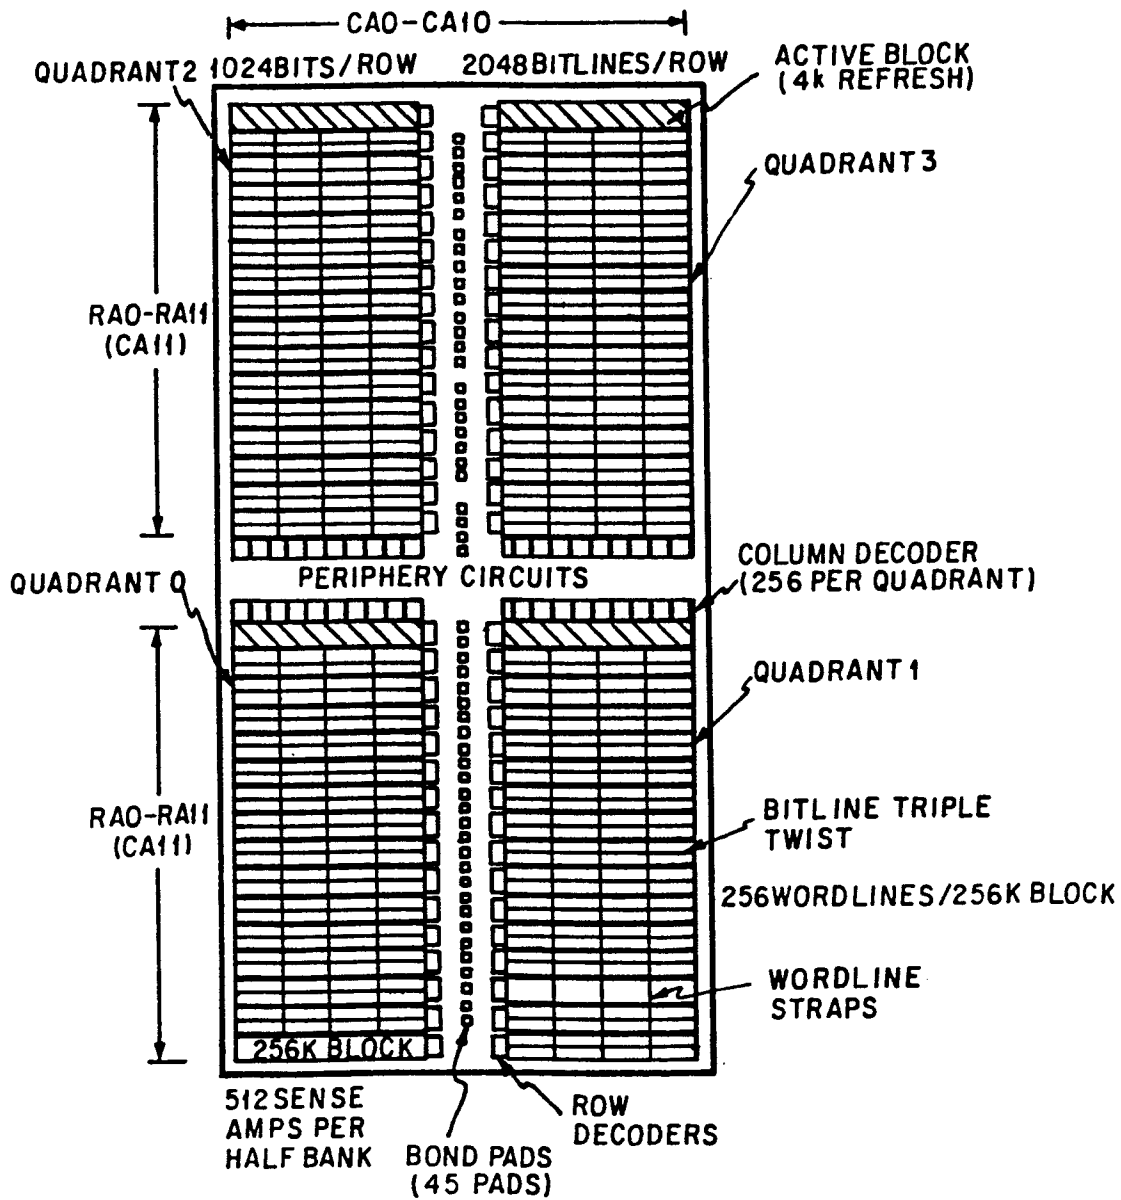 CA0-CA10
QUADRANT 2
1024BITS/ROW
2048BITLINES/ROW
ACTIVE BLOCK
(4k REFRESH)
QUADRANT 3
RA0-RA11
(CA11)
COLUMN DECODER
(256 PER QUADRANT)
PERIPHERY CIRCUITS
QUADRANT 0
QUADRANT 1
RA0-RA11
(CA11)
BITLINE TRIPLE
TWIST
256WORDLINES/256K BLOCK
WORDLINE
STRAPS
256K BLOCK
512 SENSE
AMPS PER
HALF BANK
BOND PADS
(45 PADS)
ROW
DECODERS